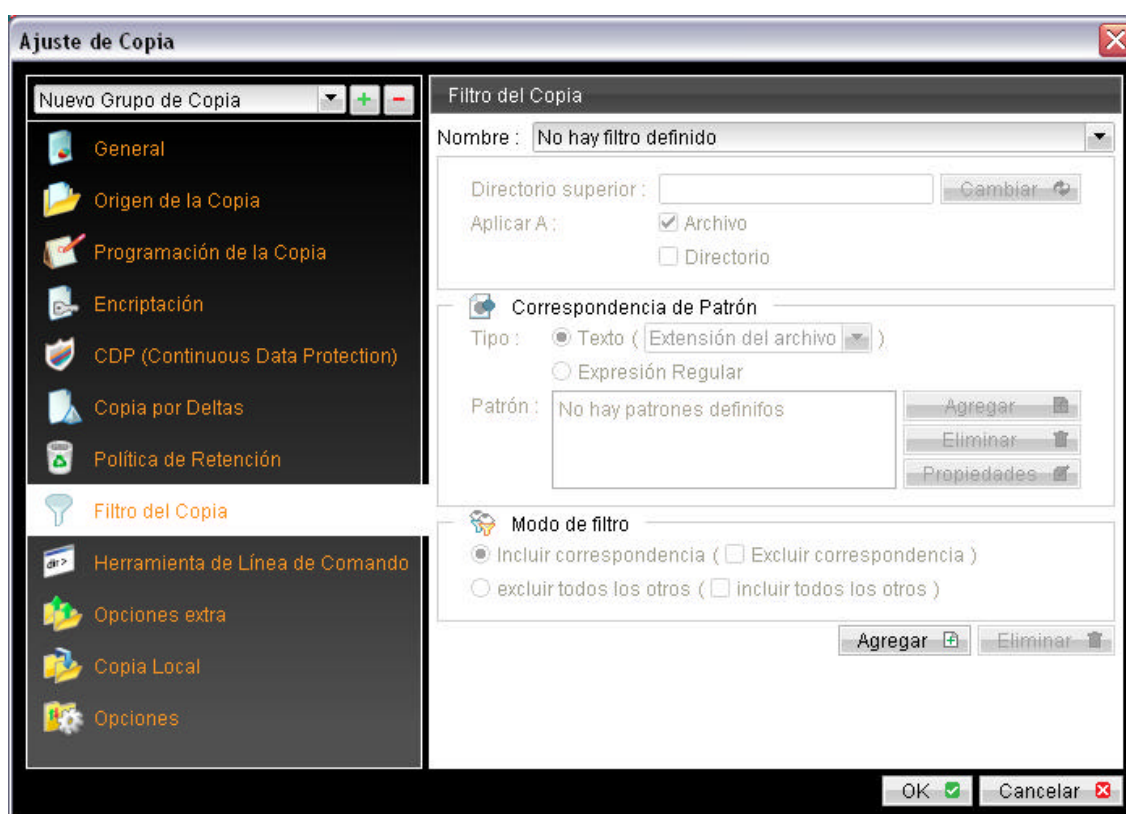 Ajuste de Copia
Nuevo Grupo de Copia
General
Origen de la Copia
Programación de la Copia
Encriptación
CDP (Continuous Data Protection)
Copia por Deltas
Política de Retención
Filtro del Copia
dir>
Herramienta de Línea de Comando
Opciones extra
Copia Local
Opciones
Filtro del Copia
Nombre : No hay filtro definido
Directorio superior : Cambiar
Aplicar A : Archivo
Directorio
Correspondencia de Patrón
Tipo : Texto ( Extensión del archivo )
Expresión Regular
Patrón : No hay patrones definifos
Agregar
Eliminar
Propiedades
Modo de filtro
Incluir correspondencia ( Excluir correspondencia )
excluir todos los otros ( incluir todos los otros )
Agregar Eliminar
OK Cancelar